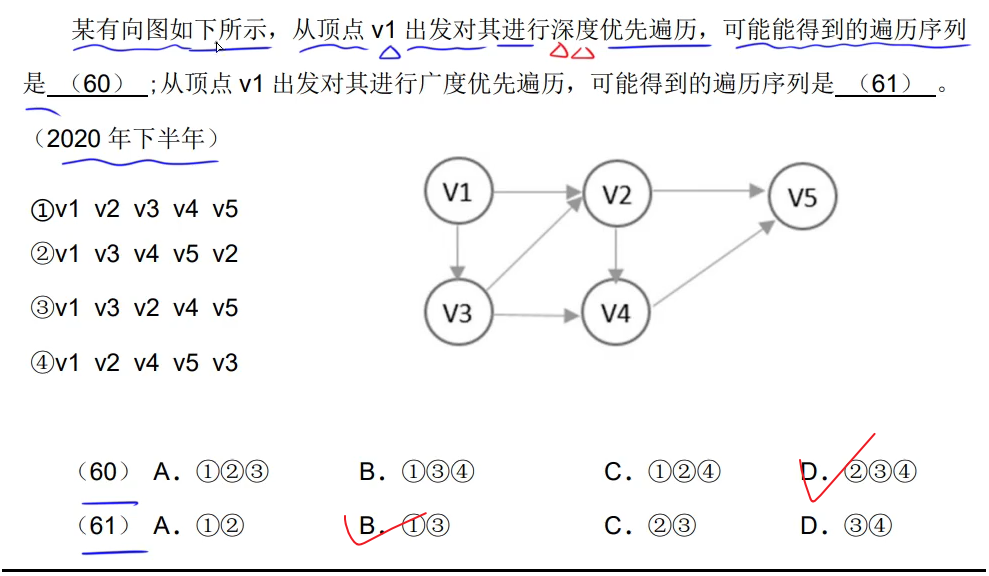 某有向图如下所示，从顶点 v1 出发对其进行深度优先遍历，可能能得到的遍历序列
是 （60） ;从顶点 v1 出发对其进行广度优先遍历，可能得到的遍历序列是 （61） 。
（2020 年下半年）
①v1 v2 v3 v4 v5
②v1 v3 v4 v5 v2
③v1 v3 v2 v4 v5
④v1 v2 v4 v5 v3
V1 V2 V5
V3 V4
（60） A. ①②③ B. ①③④ C. ①②④ D. ②③④
（61） A. ①② B. ①③ C. ②③ D. ③④